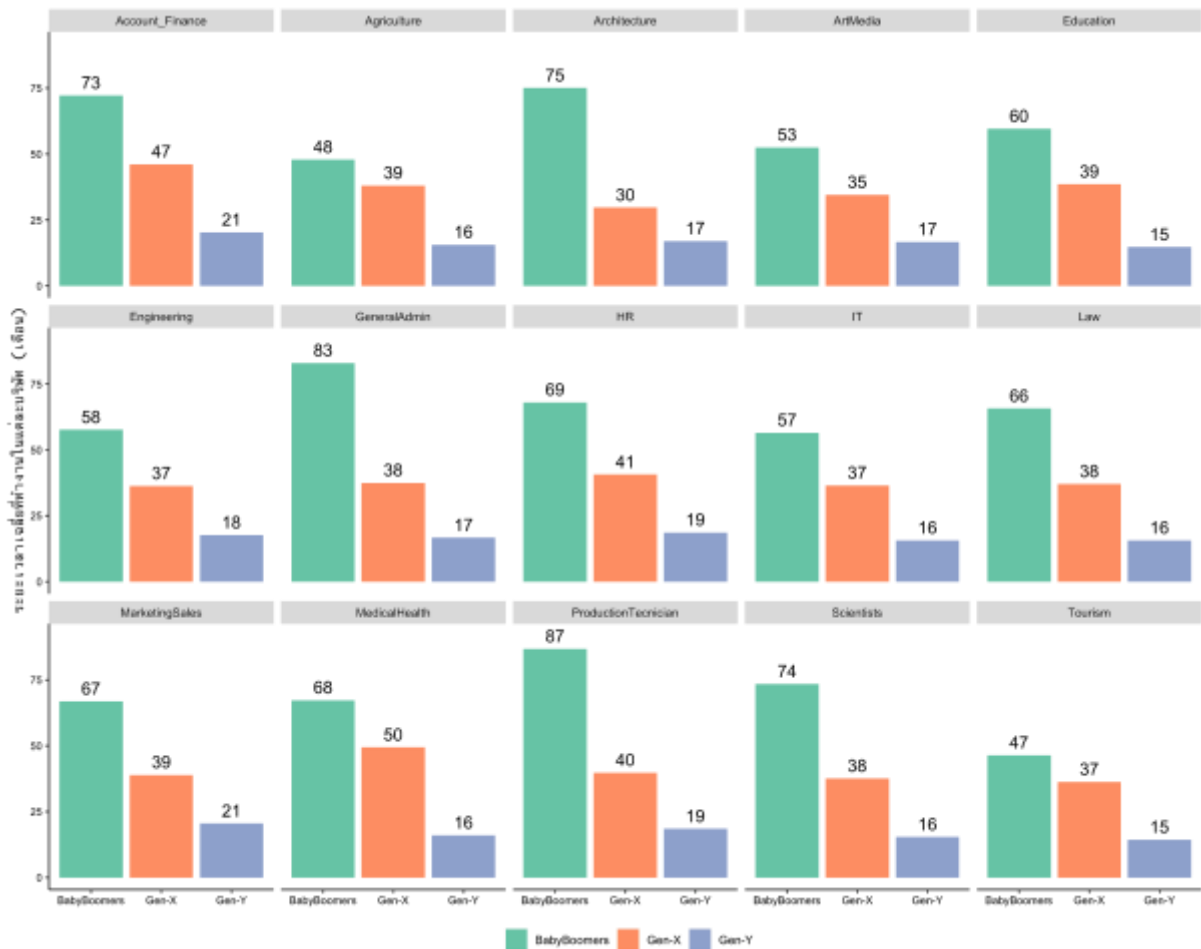 Account_Finance Agriculture Architecture ArtMedia Education
75 50 25 0
73 47 21
48 39 16
75 30 17
53 35 17
60 39 15
Engineering GeneralAdmin HR IT Law
75 50 25 0
58 37 18
83 38 17
69 41 19
57 37 16
66 38 16
MarketingSales MedicalHealth ProductionTecnician Scientists Tourism
75 50 25 0
67 39 21
68 50 16
87 40 19
74 38 16
47 37 15
BabyBoomers Gen-X Gen-Y BabyBoomers Gen-X Gen-Y BabyBoomers Gen-X Gen-Y BabyBoomers Gen-X Gen-Y BabyBoomers Gen-X Gen-Y
ระยะเวลาเฉลี่ยที่ทำงานในแต่ละบริษัท (เดือน)
BabyBoomers Gen-X Gen-Y